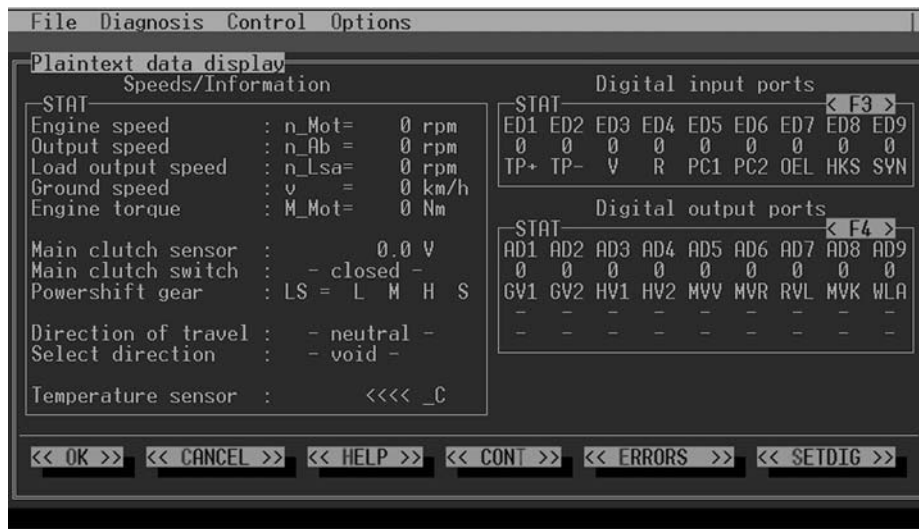 File Diagnosis Control Options
Plaintext data display
Speeds/Information
STAT
Engine speed : n_Mot= 0 rpm
Output speed : n_Ab = 0 rpm
Load output speed : n_Lsa= 0 rpm
Ground speed : v = 0 km/h
Engine torque : M_Mot= 0 Nm
Main clutch sensor : 0.0 V
Main clutch switch : - closed -
Powershift gear : LS = L M H S
Direction of travel : - neutral -
Select direction : - void -
Temperature sensor : <<<< _C
Digital input ports
STAT < F3 >
ED1 ED2 ED3 ED4 ED5 ED6 ED7 ED8 ED9
0 0 0 0 0 0 0 0 0
TP+ TP- V R PC1 PC2 OEL HKS SYN
Digital output ports
STAT < F4 >
AD1 AD2 AD3 AD4 AD5 AD6 AD7 AD8 AD9
0 0 0 0 0 0 0 0 0
GV1 GV2 HV1 HV2 MVV MVR RVL MVK WLA
- - - - - - - - -
- - - - - - - - -
<< OK >> << CANCEL >> << HELP >> << CONT >> << ERRORS >> << SETDIG >>